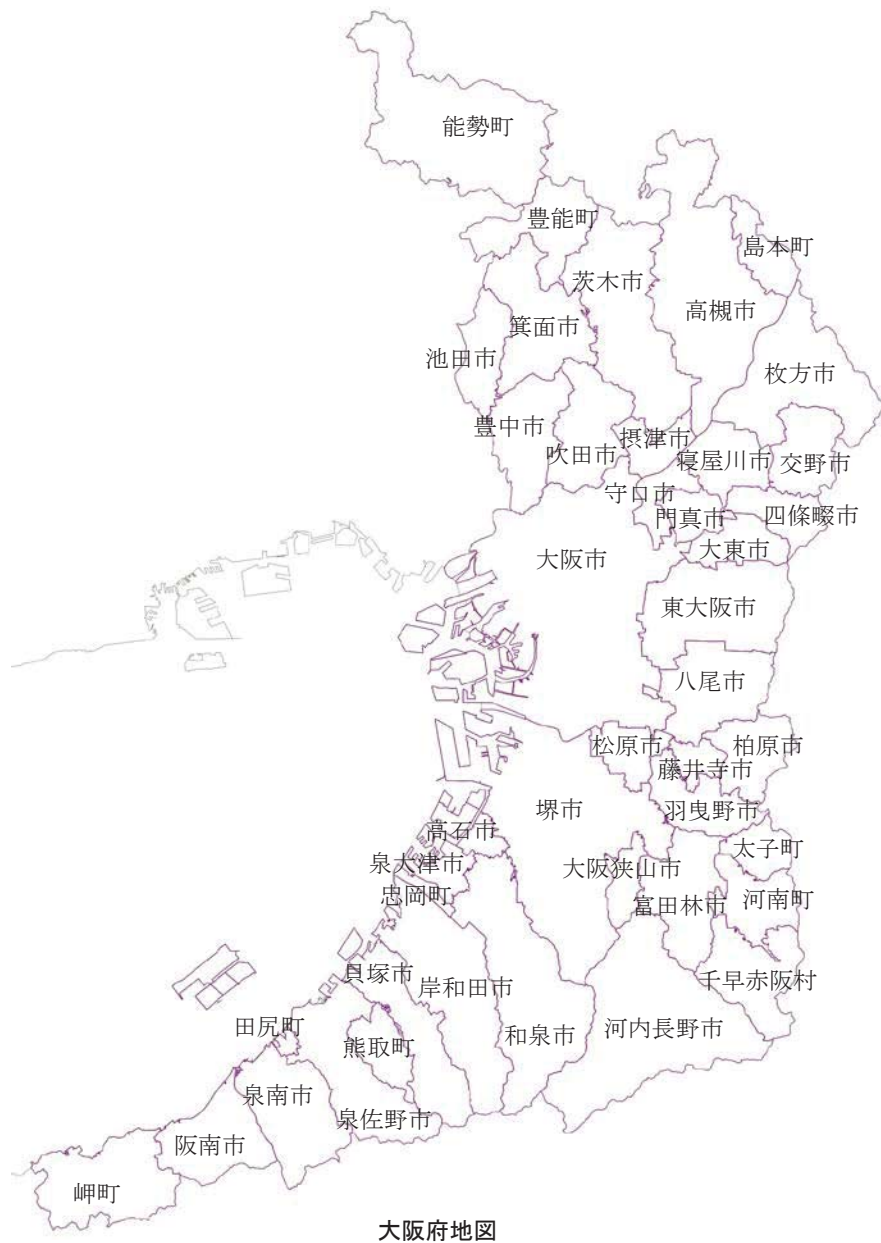 能勢町
豊能町
島本町
茨木市
高槻市
箕面市
池田市
枚方市
豊中市
摂津市
吹田市
寝屋川市
交野市
守口市
門真市
四條畷市
大東市
大阪市
東大阪市
八尾市
松原市
柏原市
藤井寺市
堺市
羽曳野市
高石市
太子町
泉大津市
大阪狭山市
忠岡町
富田林市
河南町
貝塚市
岸和田市
千早赤阪村
田尻町
和泉市
河内長野市
熊取町
泉南市
泉佐野市
阪南市
岬町
大阪府地図